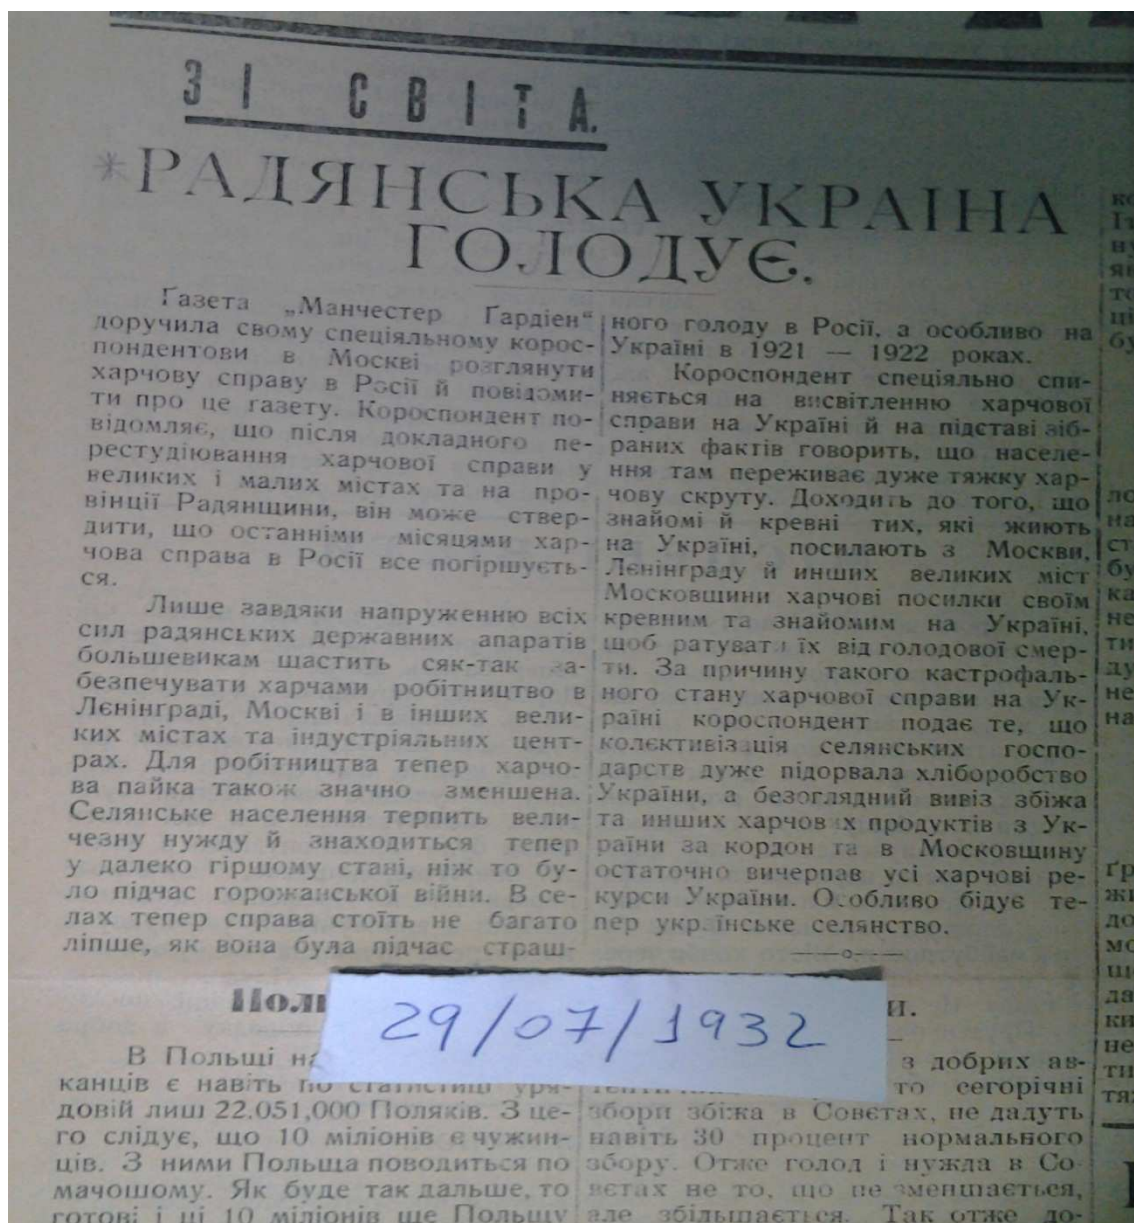 ЗІ СВІТА.
*РАДЯНСЬКА УКРАІНА
ГОЛОДУЄ.
Ґазета „Манчестер Ґардіен“
доручила свому спеціяльному корос-
пондентови в Москві розглянути
харчову справу в Росії й повідоми-
ти про це ґазету. Короспондент по-
відомляє, що після докладного пе-
рестудіювання харчової справи у
великих і малих містах та на про-
вінції Радянщини, він може ствер-
дити, що останніми місяцями хар-
чова справа в Росії все погіршуєть-
ся.
Лише завдяки напруженню всіх
сил радянських державних апаратів
большевикам щастить сяк-так за-
безпечувати харчами робітництво в
Лєнінграді, Москві і в інших вели-
ких містах та індустріяльних цент-
рах. Для робітництва тепер харчо-
ва пайка також значно зменшена.
Селянське населення терпить вели-
чезну нужду й знаходиться тепер
у далеко гіршому стані, ніж то бу-
ло підчас горожанської війни. В се-
лах тепер справа стоїть не багато
ліпше, як вона була підчас страш-
ного голоду в Росії, а особливо на
Україні в 1921 — 1922 роках.
Короспондент спеціяльно спи-
няється на висвітленню харчової
справи на Україні й на підставі зіб-
раних фактів говорить, що населе-
ння там переживає дуже тяжку хар-
чову скруту. Доходить до того, що
знайомі й кревні тих, які жиють
на Україні, посилають з Москви,
Лєнінграду й инших великих міст
Московшини харчові посилки своїм
кревним та знайомим на Україні,
щоб ратувати їх від голодової смер-
ти. За причину такого кастрофаль-
ного стану харчової справи на Ук-
раїні короспондент подає те, що
колєктивізація селянських госпо-
дарств дуже підорвала хліборобство
України, а безоглядний вивіз збіжа
та инших харчових продуктів з Ук-
раїни за кордон та в Московщину
остаточно вичерпав усі харчові ре-
курси України. Особливо бідує те-
пер українське селянство.
29/07/1932
В Польщі
канців є навіть по статистиці уря-
довій лиш 22.051,000 Поляків. З це-
го слідує, що 10 міліонів є чужин-
ців. З ними Польща поводиться по
мачошому. Як буде так дальше, то
готові і ці 10 міліонів ще Польщу
з добрих ав-
то сегорічні
збори збіжа в Совєтах, не дадуть
навіть 30 процент нормального
збору. Отже голод і нужда в Со-
вєтах не то, що не зменшається,
але збільшається. Так отже до-